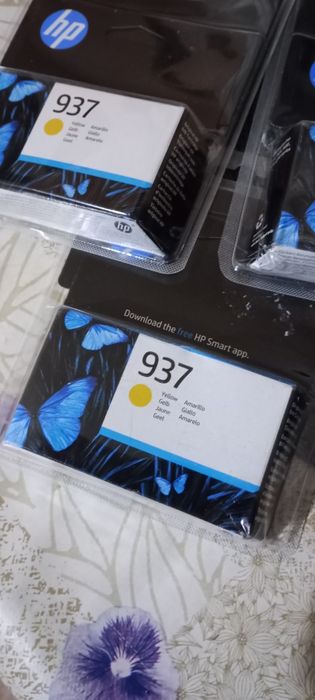 hp
937
Yellow Amarillo
Gelb Giallo
Jaune Amarelo
Geel
hp
Download the free HP Smart app.
937
Yellow Amarillo
Gelb Giallo
Jaune Amarelo
Geel